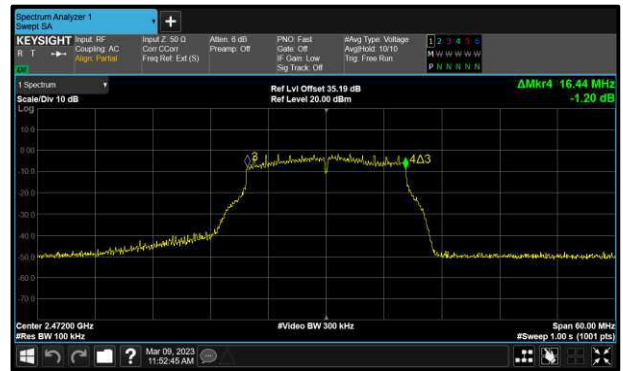 Spectrum Analyzer 1
Swept SA
+
KEYSIGHT Input: RF Input Z: 50 Ω Atten: 6 dB PNO: Fast #Avg Type: Voltage 1 2 3 4 5 6
R T Coupling: AC Corr CCorr Preamp: Off Gate: Off Avg|Hold: 10/10 M W W W W W
Align: Partial Freq Ref: Ext (S) IF Gain: Low Trig: Free Run
Sig Track: Off P N N N N N
1 Spectrum Ref Lvl Offset 35.19 dB ΔMkr4 16.44 MHz
Scale/Div 10 dB Ref Level 20.00 dBm -1.20 dB
Log
10.0
0.00
-10.0
-20.0
-30.0
-40.0
-50.0
-60.0
-70.0
3
4Δ3
Center 2.47200 GHz #Video BW 300 kHz Span 60.00 MHz
#Res BW 100 kHz #Sweep 1.00 s (1001 pts)
? Mar 09, 2023
11:52:45 AM